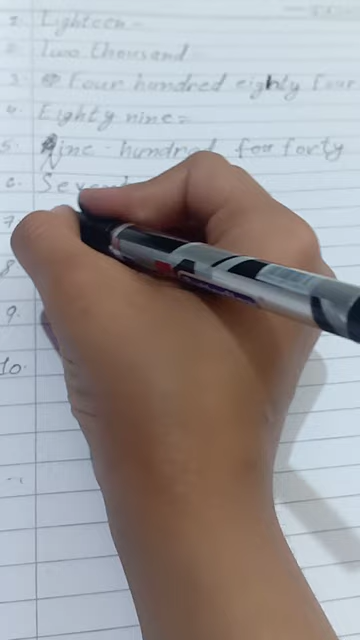 1. Eighteen -
2. Two thousand
3. Four hundred eighty four
4. Eighty nine =
5. Nine hundred forty
6. Seven
7
8
9.
10.